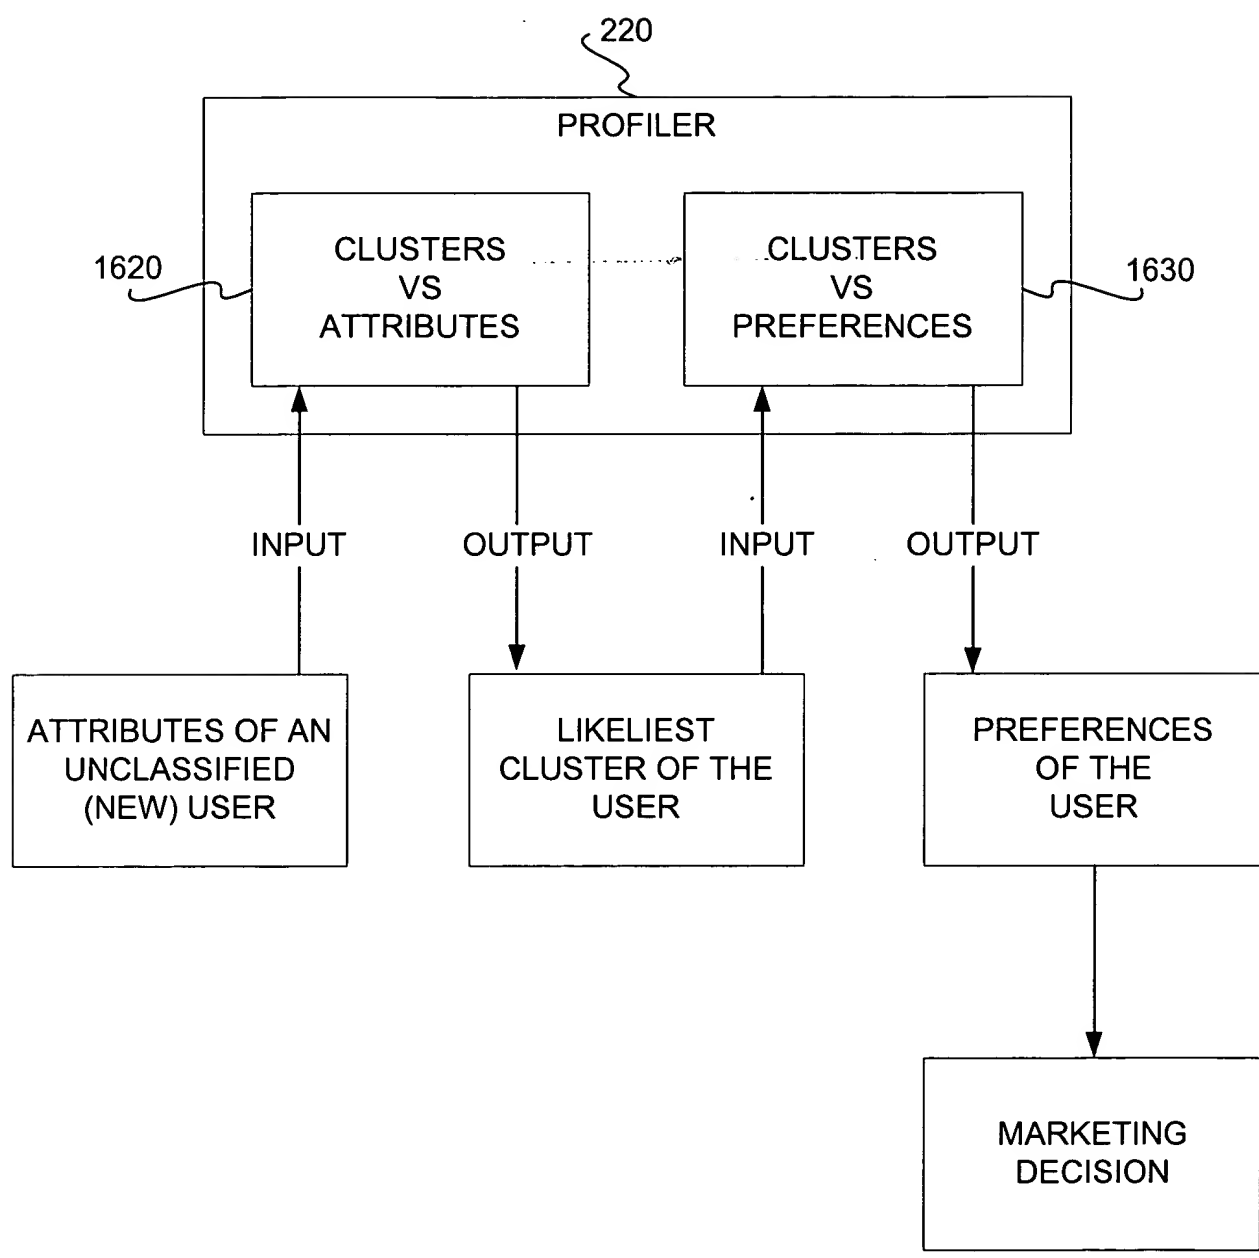 220
PROFILER
CLUSTERS
VS
ATTRIBUTES
CLUSTERS
VS
PREFERENCES
1620
1630
INPUT
OUTPUT
INPUT
OUTPUT
ATTRIBUTES OF AN
UNCLASSIFIED
(NEW) USER
LIKELIEST
CLUSTER OF THE
USER
PREFERENCES
OF THE
USER
MARKETING
DECISION